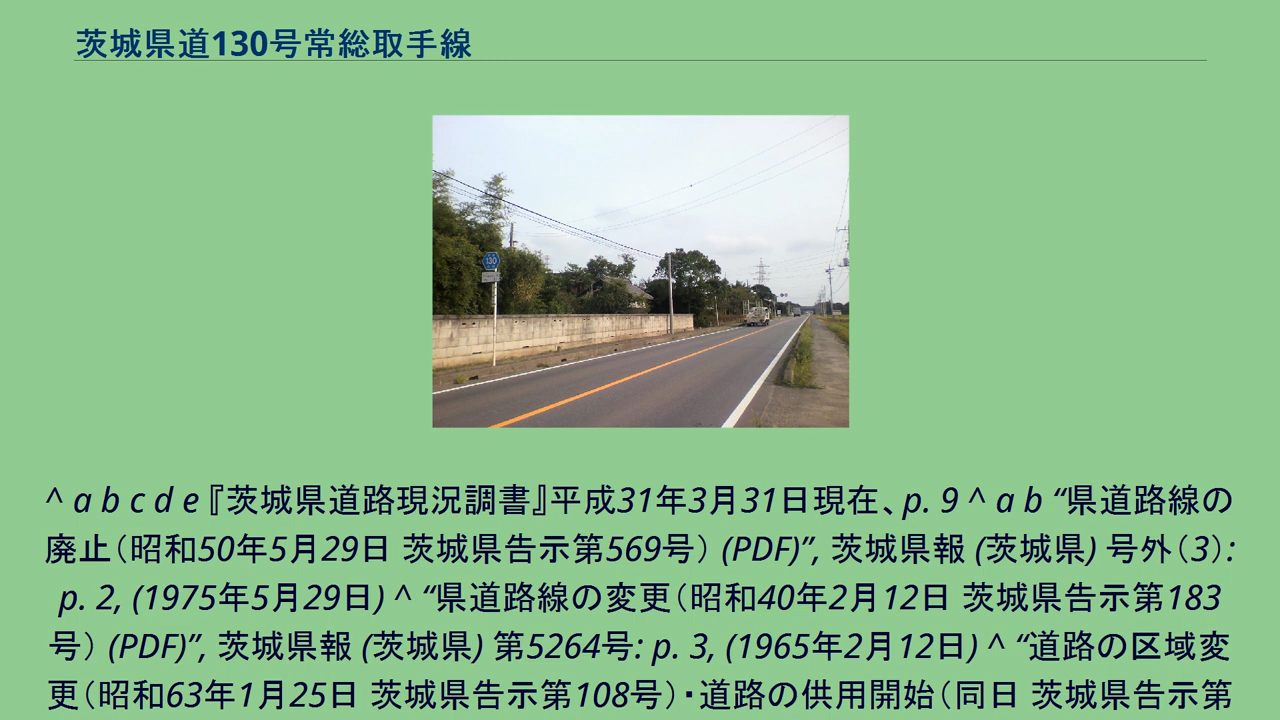 茨城県道130号常総取手線
130
^ a b c d e 『茨城県道路現況調書』平成31年3月31日現在、p. 9 ^ a b “県道路線の
廃止（昭和50年5月29日 茨城県告示第569号） (PDF)”, 茨城県報 (茨城県) 号外（3）:
p. 2, (1975年5月29日) ^ “県道路線の変更（昭和40年2月12日 茨城県告示第183
号） (PDF)”, 茨城県報 (茨城県) 第5264号: p. 3, (1965年2月12日) ^ “道路の区域変
更（昭和63年1月25日 茨城県告示第108号）・道路の供用開始（同日 茨城県告示第